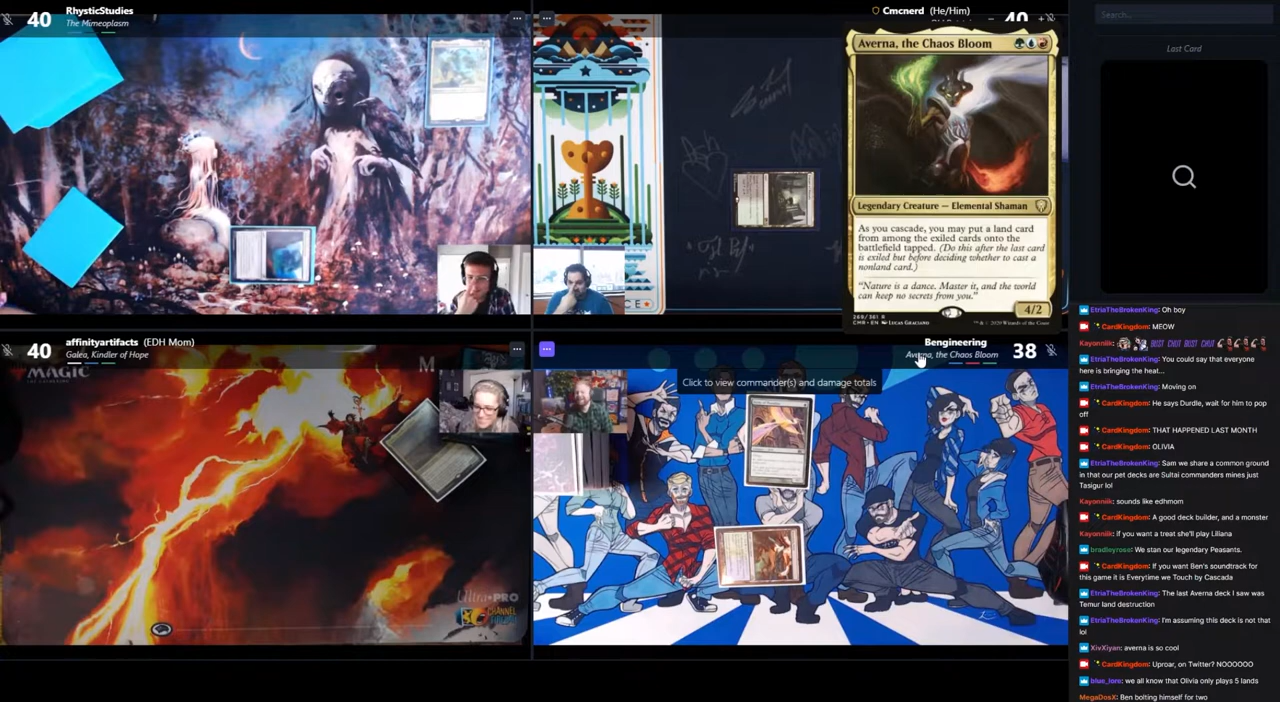 RhysticStudies
The Mimeoplasm
40
Cmcnerd (He/Him)
40
Averna, the Chaos Bloom
Legendary Creature — Elemental Shaman
As you cascade, you may put a land card
from among the exiled cards onto the
battlefield tapped. (Do this after the last card
is exiled but before deciding whether to cast a
nonland card.)
"Nature is a dance. Master it, and the world
can keep no secrets from you."
4/2
LUCAS GRACIANO
affinityartifacts (EDH Mom)
Galea, Kindler of Hope
40
MAGIC
Bengineering
Averna, the Chaos Bloom
38
Click to view commander(s) and damage totals
Ultra•PRO
CHANNEL
Search...
Last Card
EtriaTheBrokenKing: Oh boy
CardKingdom: MEOW
Kayonniik:
EtriaTheBrokenKing: You could say that everyone
here is bringing the heat...
EtriaTheBrokenKing: Moving on
CardKingdom: He says Durdle, wait for him to pop
off
CardKingdom: THAT HAPPENED LAST MONTH
CardKingdom: OLIVIA
EtriaTheBrokenKing: Sam we share a common ground
in that our pet decks are Sultai commanders mines just
Tasigur lol
Kayonniik: sounds like edhmom
CardKingdom: A good deck builder, and a monster
Kayonniik: if you want a treat she'll play Liliana
bradleyrose: We stan our legendary Peasants.
CardKingdom: If you want Ben's soundtrack for
this game it is Everytime we Touch by Cascada
EtriaTheBrokenKing: The last Averna deck I saw was
Temur land destruction
EtriaTheBrokenKing: I'm assuming this deck is not that
lol
XivXiyan: averna is so cool
CardKingdom: Uproar, on Twitter? NOOOOOO
blue_lore: we all know that Olivia only plays 5 lands
MegaDosX: Ben bolting himself for two